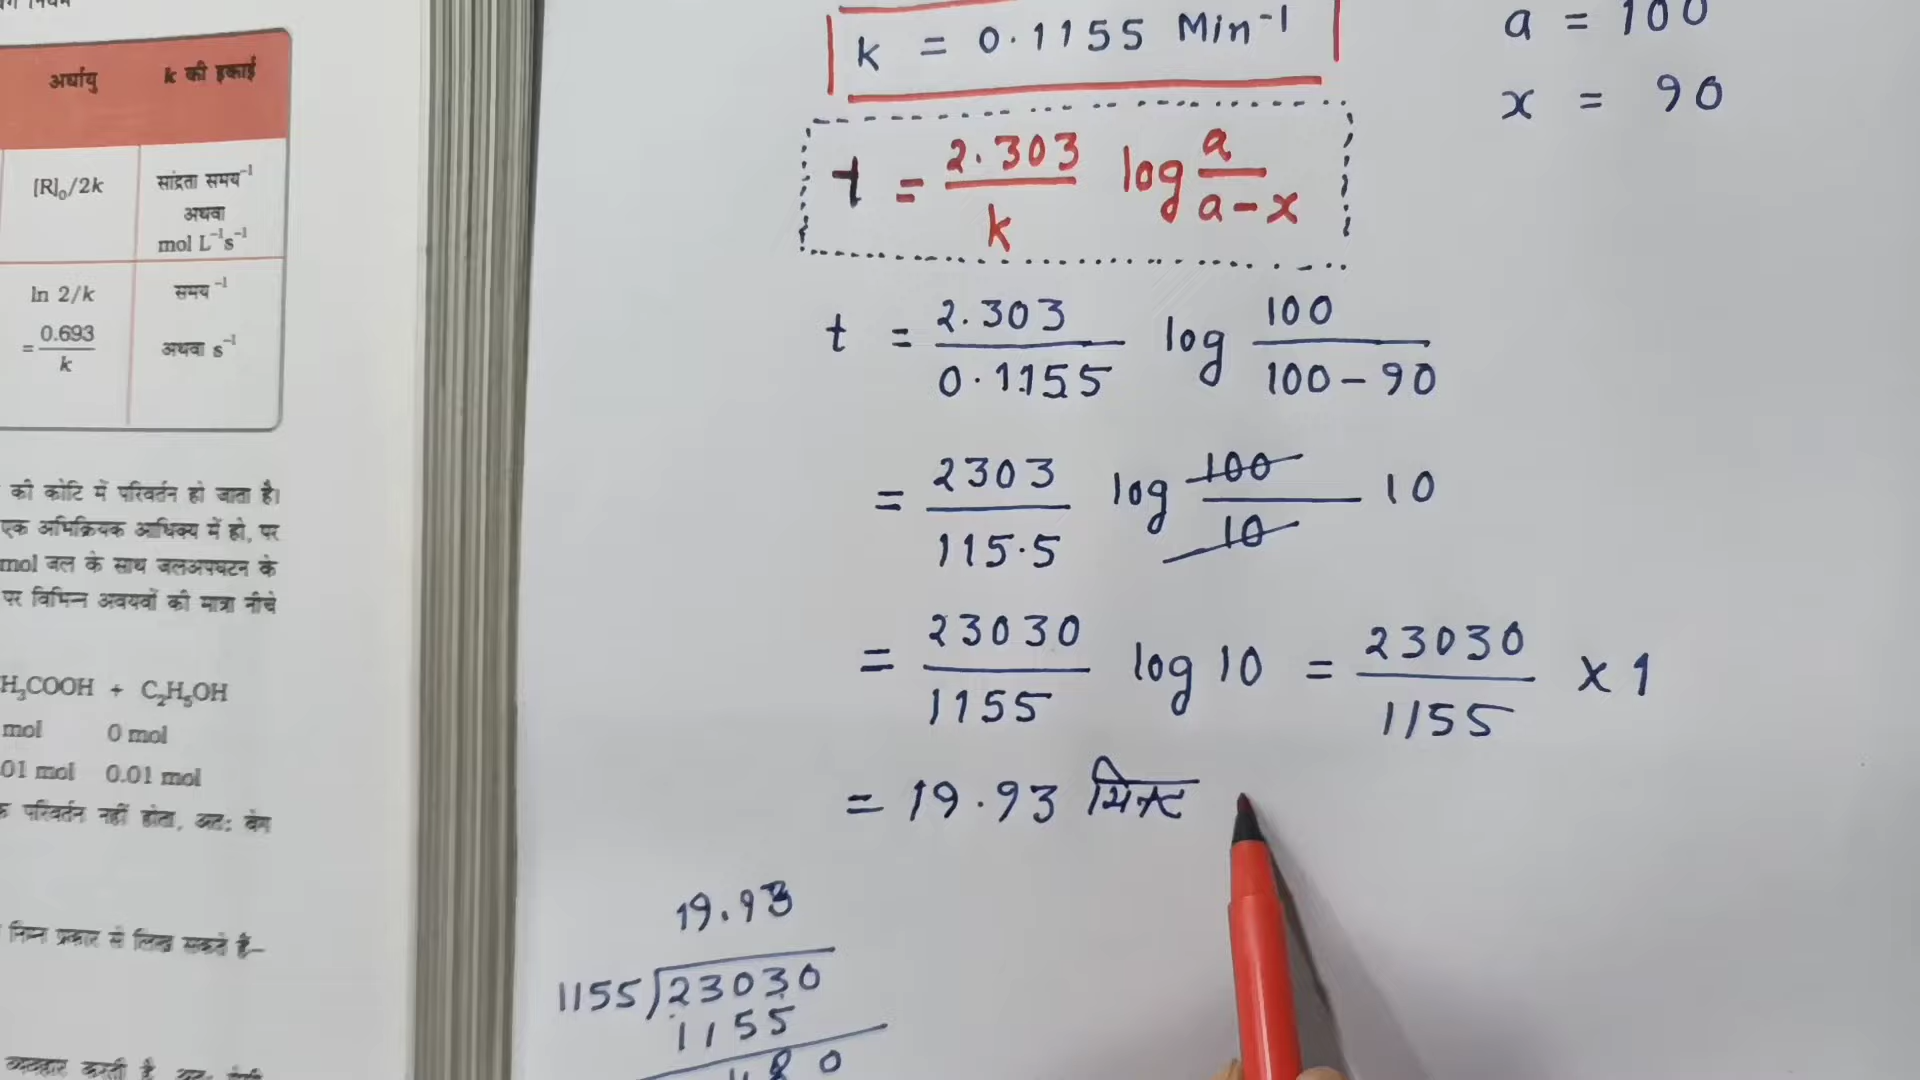 अर्धायु k की इकाई
[R]₀/2k सांद्रता समय⁻¹
अथवा
mol L⁻¹s⁻¹
ln 2/k समय⁻¹
= 0.693/k अथवा s⁻¹
की कोटि में परिवर्तन हो जाता है।
एक अभिक्रियक आधिक्य में हो, पर
mol जल के साथ जलअपघटन के
पर विभिन्न अवयवों की मात्रा नीचे
H₃COOH + C₂H₅OH
mol 0 mol
01 mol 0.01 mol
परिवर्तन नहीं होता, अतः वेग
निम्न प्रकार से लिख सकते हैं–
k = 0.1155 Min⁻¹
a = 100
x = 90
t = 2.303/k log a/a-x
t = 2.303/0.1155 log 100/100-90
= 2303/115.5 log 100/10 10
= 23030/1155 log 10 = 23030/1155 x 1
= 19.93 मिनट
19.93
1155 23030
1155
480